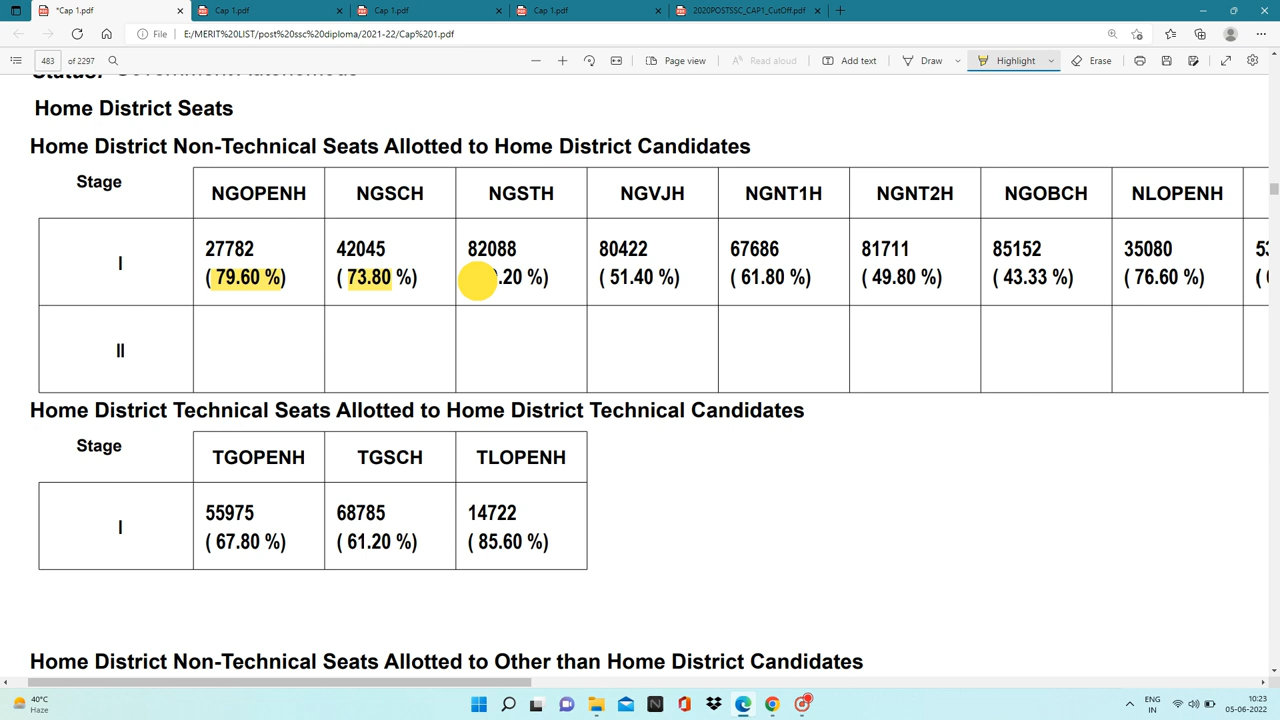 *Cap 1.pdf
Cap 1.pdf
Cap 1.pdf
Cap 1.pdf
2020POSTSSC_CAP1_CutOff.pdf
File
E:/MERIT%20LIST/post%20ssc%20diploma/2021-22/Cap%201.pdf
483 of 2297
Page view
Read aloud
Add text
Draw
Highlight
Erase
Home District Seats
Home District Non-Technical Seats Allotted to Home District Candidates
Stage NGOPENH NGSCH NGSTH NGVJH NGNT1H NGNT2H NGOBCH NLOPENH
I 27782 42045 82088 80422 67686 81711 85152 35080
( 79.60 %) ( 73.80 %) .20 %) ( 51.40 %) ( 61.80 %) ( 49.80 %) ( 43.33 %) ( 76.60 %)
II
Home District Technical Seats Allotted to Home District Technical Candidates
Stage TGOPENH TGSCH TLOPENH
I 55975 68785 14722
( 67.80 %) ( 61.20 %) ( 85.60 %)
Home District Non-Technical Seats Allotted to Other than Home District Candidates
40°C
Haze
ENG
IN
10:23
05-06-2022